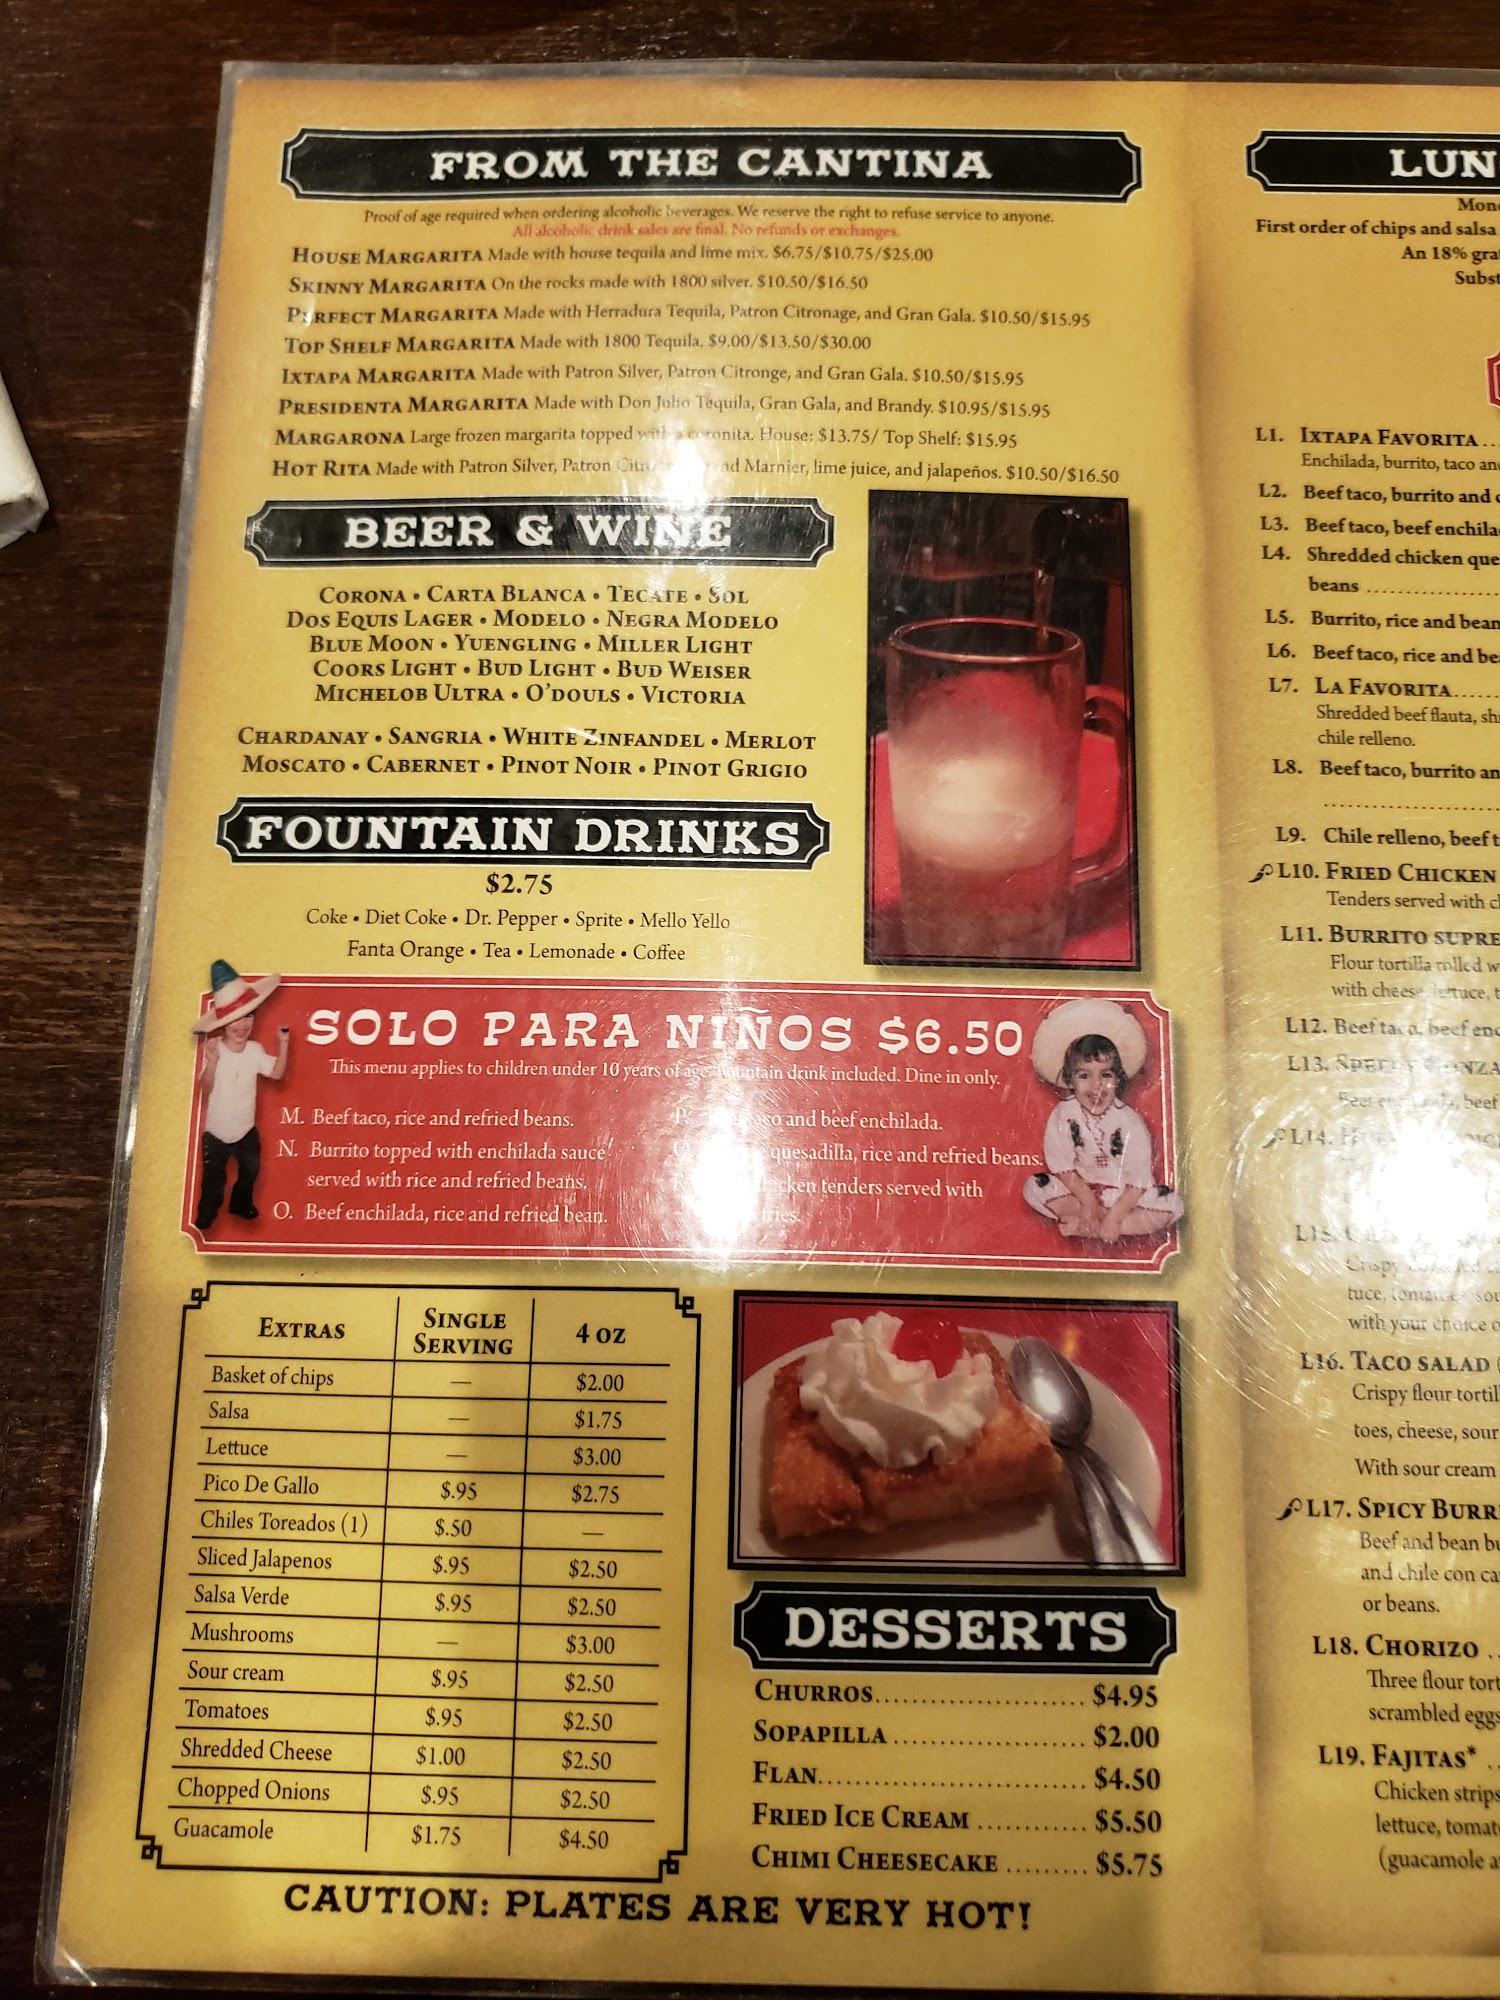 FROM THE CANTINA
Proof of age required when ordering alcoholic beverages. We reserve the right to refuse service to anyone.
All alcoholic drink sales are final. No refunds or exchanges.
HOUSE MARGARITA Made with house tequila and lime mix. $6.75/$10.75/$25.00
SKINNY MARGARITA On the rocks made with 1800 silver. $10.50/$16.50
PERFECT MARGARITA Made with Herradura Tequila, Patron Citronage, and Gran Gala. $10.50/$15.95
TOP SHELF MARGARITA Made with 1800 Tequila. $9.00/$13.50/$30.00
IXTAPA MARGARITA Made with Patron Silver, Patron Citronge, and Gran Gala. $10.50/$15.95
PRESIDENTA MARGARITA Made with Don Julio Tequila, Gran Gala, and Brandy. $10.95/$15.95
MARGARONA Large frozen margarita topped with a coronita. House: $13.75/ Top Shelf: $15.95
HOT RITA Made with Patron Silver, Patron Marnier, lime juice, and jalapeños. $10.50/$16.50
BEER & WINE
CORONA • CARTA BLANCA • TECATE • SOL
DOS EQUIS LAGER • MODELO • NEGRA MODELO
BLUE MOON • YUENGLING • MILLER LIGHT
COORS LIGHT • BUD LIGHT • BUD WEISER
MICHELOB ULTRA • O'DOULS • VICTORIA
CHARDANAY • SANGRIA • WHITE ZINFANDEL • MERLOT
MOSCATO • CABERNET • PINOT NOIR • PINOT GRIGIO
FOUNTAIN DRINKS
$2.75
Coke • Diet Coke • Dr. Pepper • Sprite • Mello Yello
Fanta Orange • Tea • Lemonade • Coffee
SOLO PARA NIÑOS $6.50
This menu applies to children under 10 years of age, fountain drink included. Dine in only.
M. Beef taco, rice and refried beans.
N. Burrito topped with enchilada sauce
served with rice and refried beans.
O. Beef enchilada, rice and refried bean.
P. and beef enchilada.
quesadilla, rice and refried beans.
tenders served with
fries.
EXTRAS SINGLE SERVING 4 OZ
Basket of chips — $2.00
Salsa — $1.75
Lettuce — $3.00
Pico De Gallo $.95 $2.75
Chiles Toreados (1) $.50 —
Sliced Jalapenos $.95 $2.50
Salsa Verde $.95 $2.50
Mushrooms — $3.00
Sour cream $.95 $2.50
Tomatoes $.95 $2.50
Shredded Cheese $1.00 $2.50
Chopped Onions $.95 $2.50
Guacamole $1.75 $4.50
DESSERTS
CHURROS $4.95
SOPAPILLA $2.00
FLAN $4.50
FRIED ICE CREAM $5.50
CHIMI CHEESECAKE $5.75
CAUTION: PLATES ARE VERY HOT!
First order of chips and salsa
An 18%
L1. IXTAPA FAVORITA
Enchilada, burrito, taco
L2. Beef taco, burrito and
L3. Beef taco, beef
L4. Shredded chicken
beans
L5. Burrito, rice and
L6. Beef taco, rice and
L7. LA FAVORITA
Shredded beef flauta,
chile relleno.
L8. Beef taco, burrito
L9. Chile relleno, beef
L10. FRIED CHICKEN
Tenders served
L11. BURRITO
Flour tortilla rolled
with cheese, lettuce,
L12. Beef taco, beef
L13.
beef
L14.
L15.
Crispy
with your choice
L16. TACO SALAD
Crispy flour
cheese, sour
With sour cream
L17. SPICY
Beef and bean
and chile con
or beans.
L18. CHORIZO
Three flour
scrambled
L19. FAJITAS*
Chicken
lettuce,
(guacamole